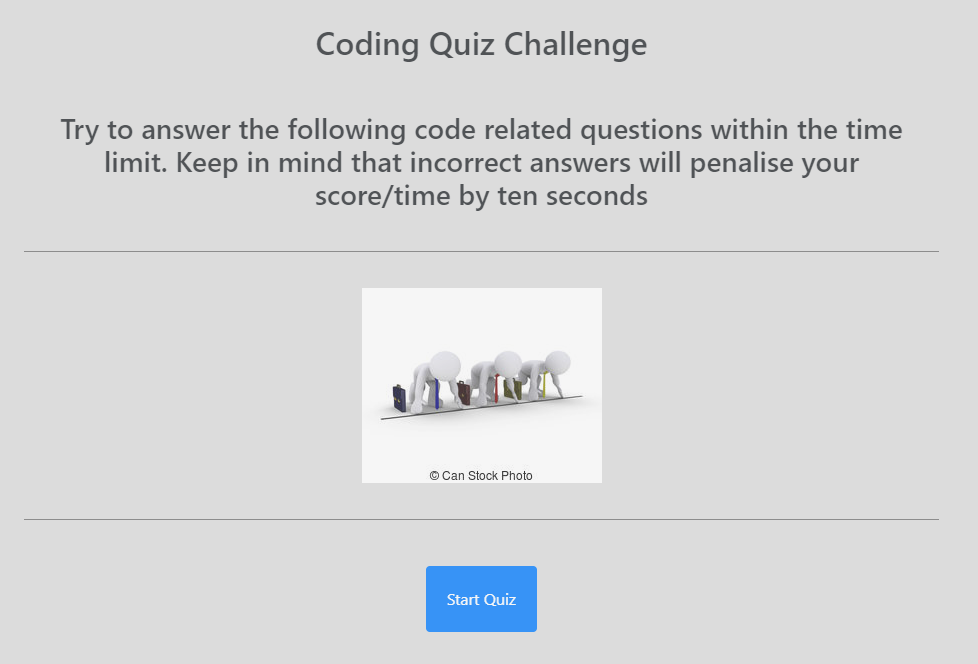 Coding Quiz Challenge
Try to answer the following code related questions within the time
limit. Keep in mind that incorrect answers will penalise your
score/time by ten seconds
© Can Stock Photo
Start Quiz